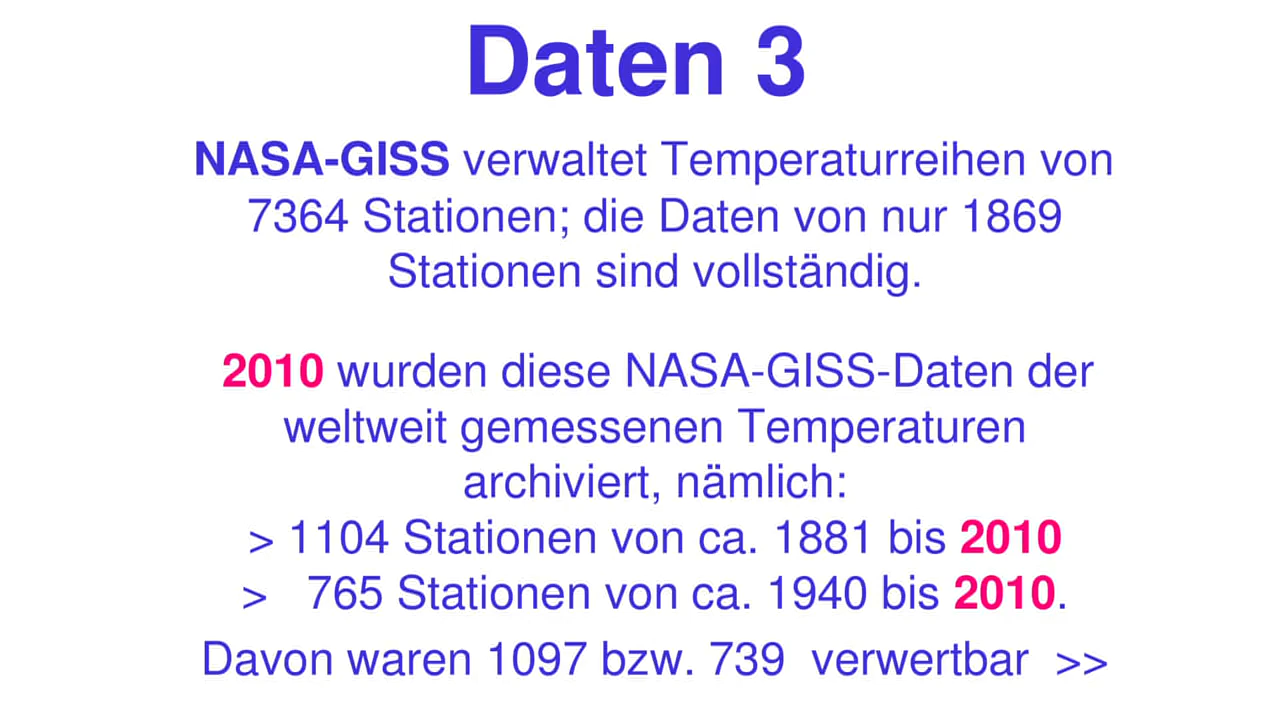 Daten 3
NASA-GISS verwaltet Temperaturreihen von
7364 Stationen; die Daten von nur 1869
Stationen sind vollständig.
2010 wurden diese NASA-GISS-Daten der
weltweit gemessenen Temperaturen
archiviert, nämlich:
> 1104 Stationen von ca. 1881 bis 2010
> 765 Stationen von ca. 1940 bis 2010.
Davon waren 1097 bzw. 739 verwertbar >>